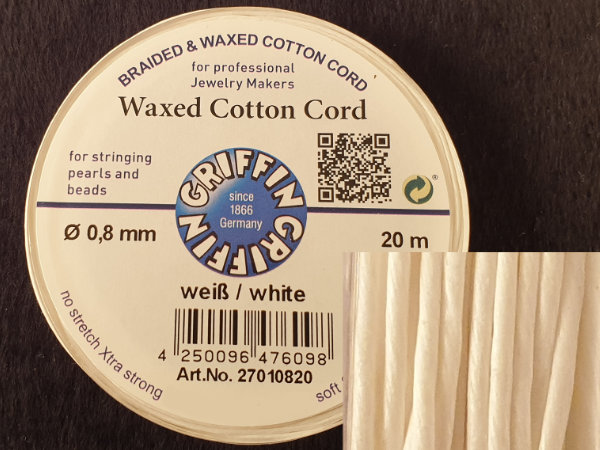 BRAIDED & WAXED COTTON CORD
for professional
Jewelry Makers
Waxed Cotton Cord
for stringing
pearls and
beads
GRIFFIN GRIFFIN
since
1866
Germany
®
Ø 0,8 mm
20 m
weiß / white
4 250096 476098
Art.No. 27010820
no stretch Xtra strong
soft